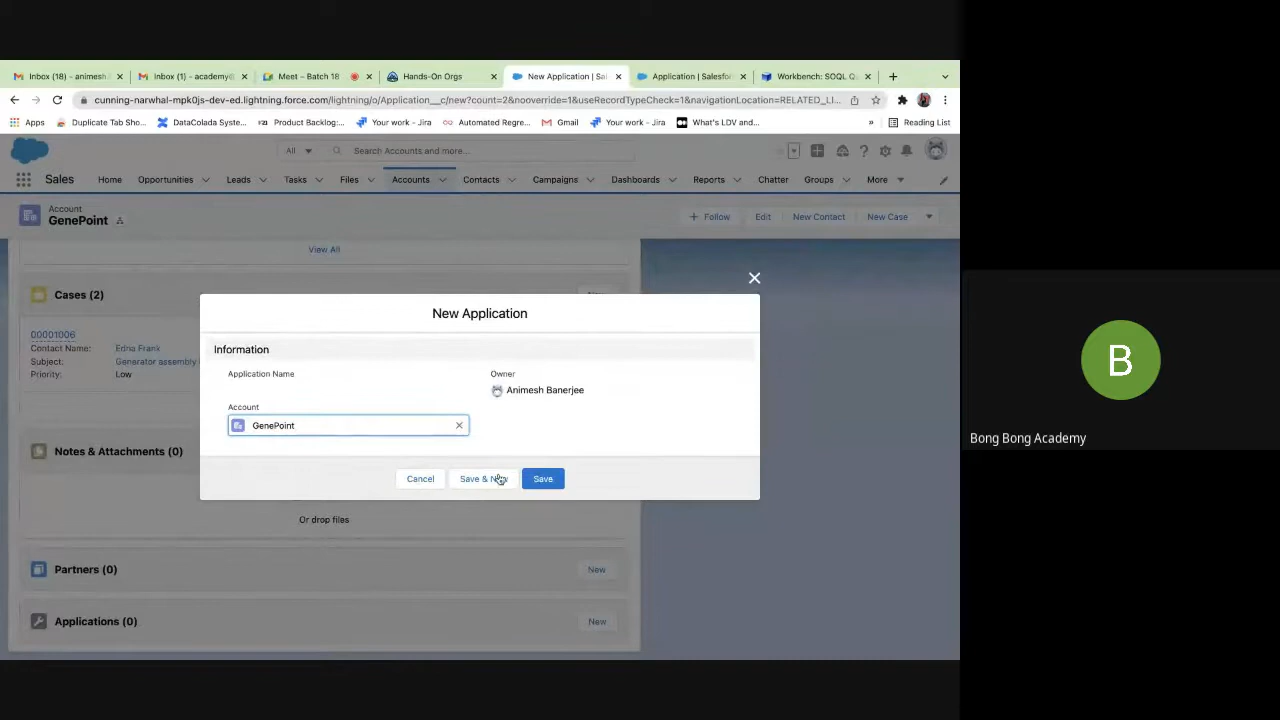 Inbox (18) - animesh.
Inbox (1) - academy@
Meet – Batch 18
Hands-On Orgs
New Application | Sal
Application | Salesfo
Workbench: SOQL Q
cunning-narwhal-mpk0js-dev-ed.lightning.force.com/lightning/o/Application__c/new?count=2&nooverride=1&useRecordTypeCheck=1&navigationLocation=RELATED_LI...
Apps
Duplicate Tab Sho...
DataColada Syste...
Product Backlog:...
Your work - Jira
Automated Regre...
Gmail
Your work - Jira
What's LDV and...
»
Reading List
All
Search Accounts and more...
Sales
Home
Opportunities
Leads
Tasks
Files
Accounts
Contacts
Campaigns
Dashboards
Reports
Chatter
Groups
More
Account
GenePoint
+ Follow
Edit
New Contact
New Case
View All
Cases (2)
00001006
Contact Name:
Edna Frank
Subject:
Generator assembly
Priority:
Low
New Application
Information
Application Name
Owner
Animesh Banerjee
Account
GenePoint
Cancel
Save & New
Save
Notes & Attachments (0)
Or drop files
Partners (0)
New
Applications (0)
New
B
Bong Bong Academy